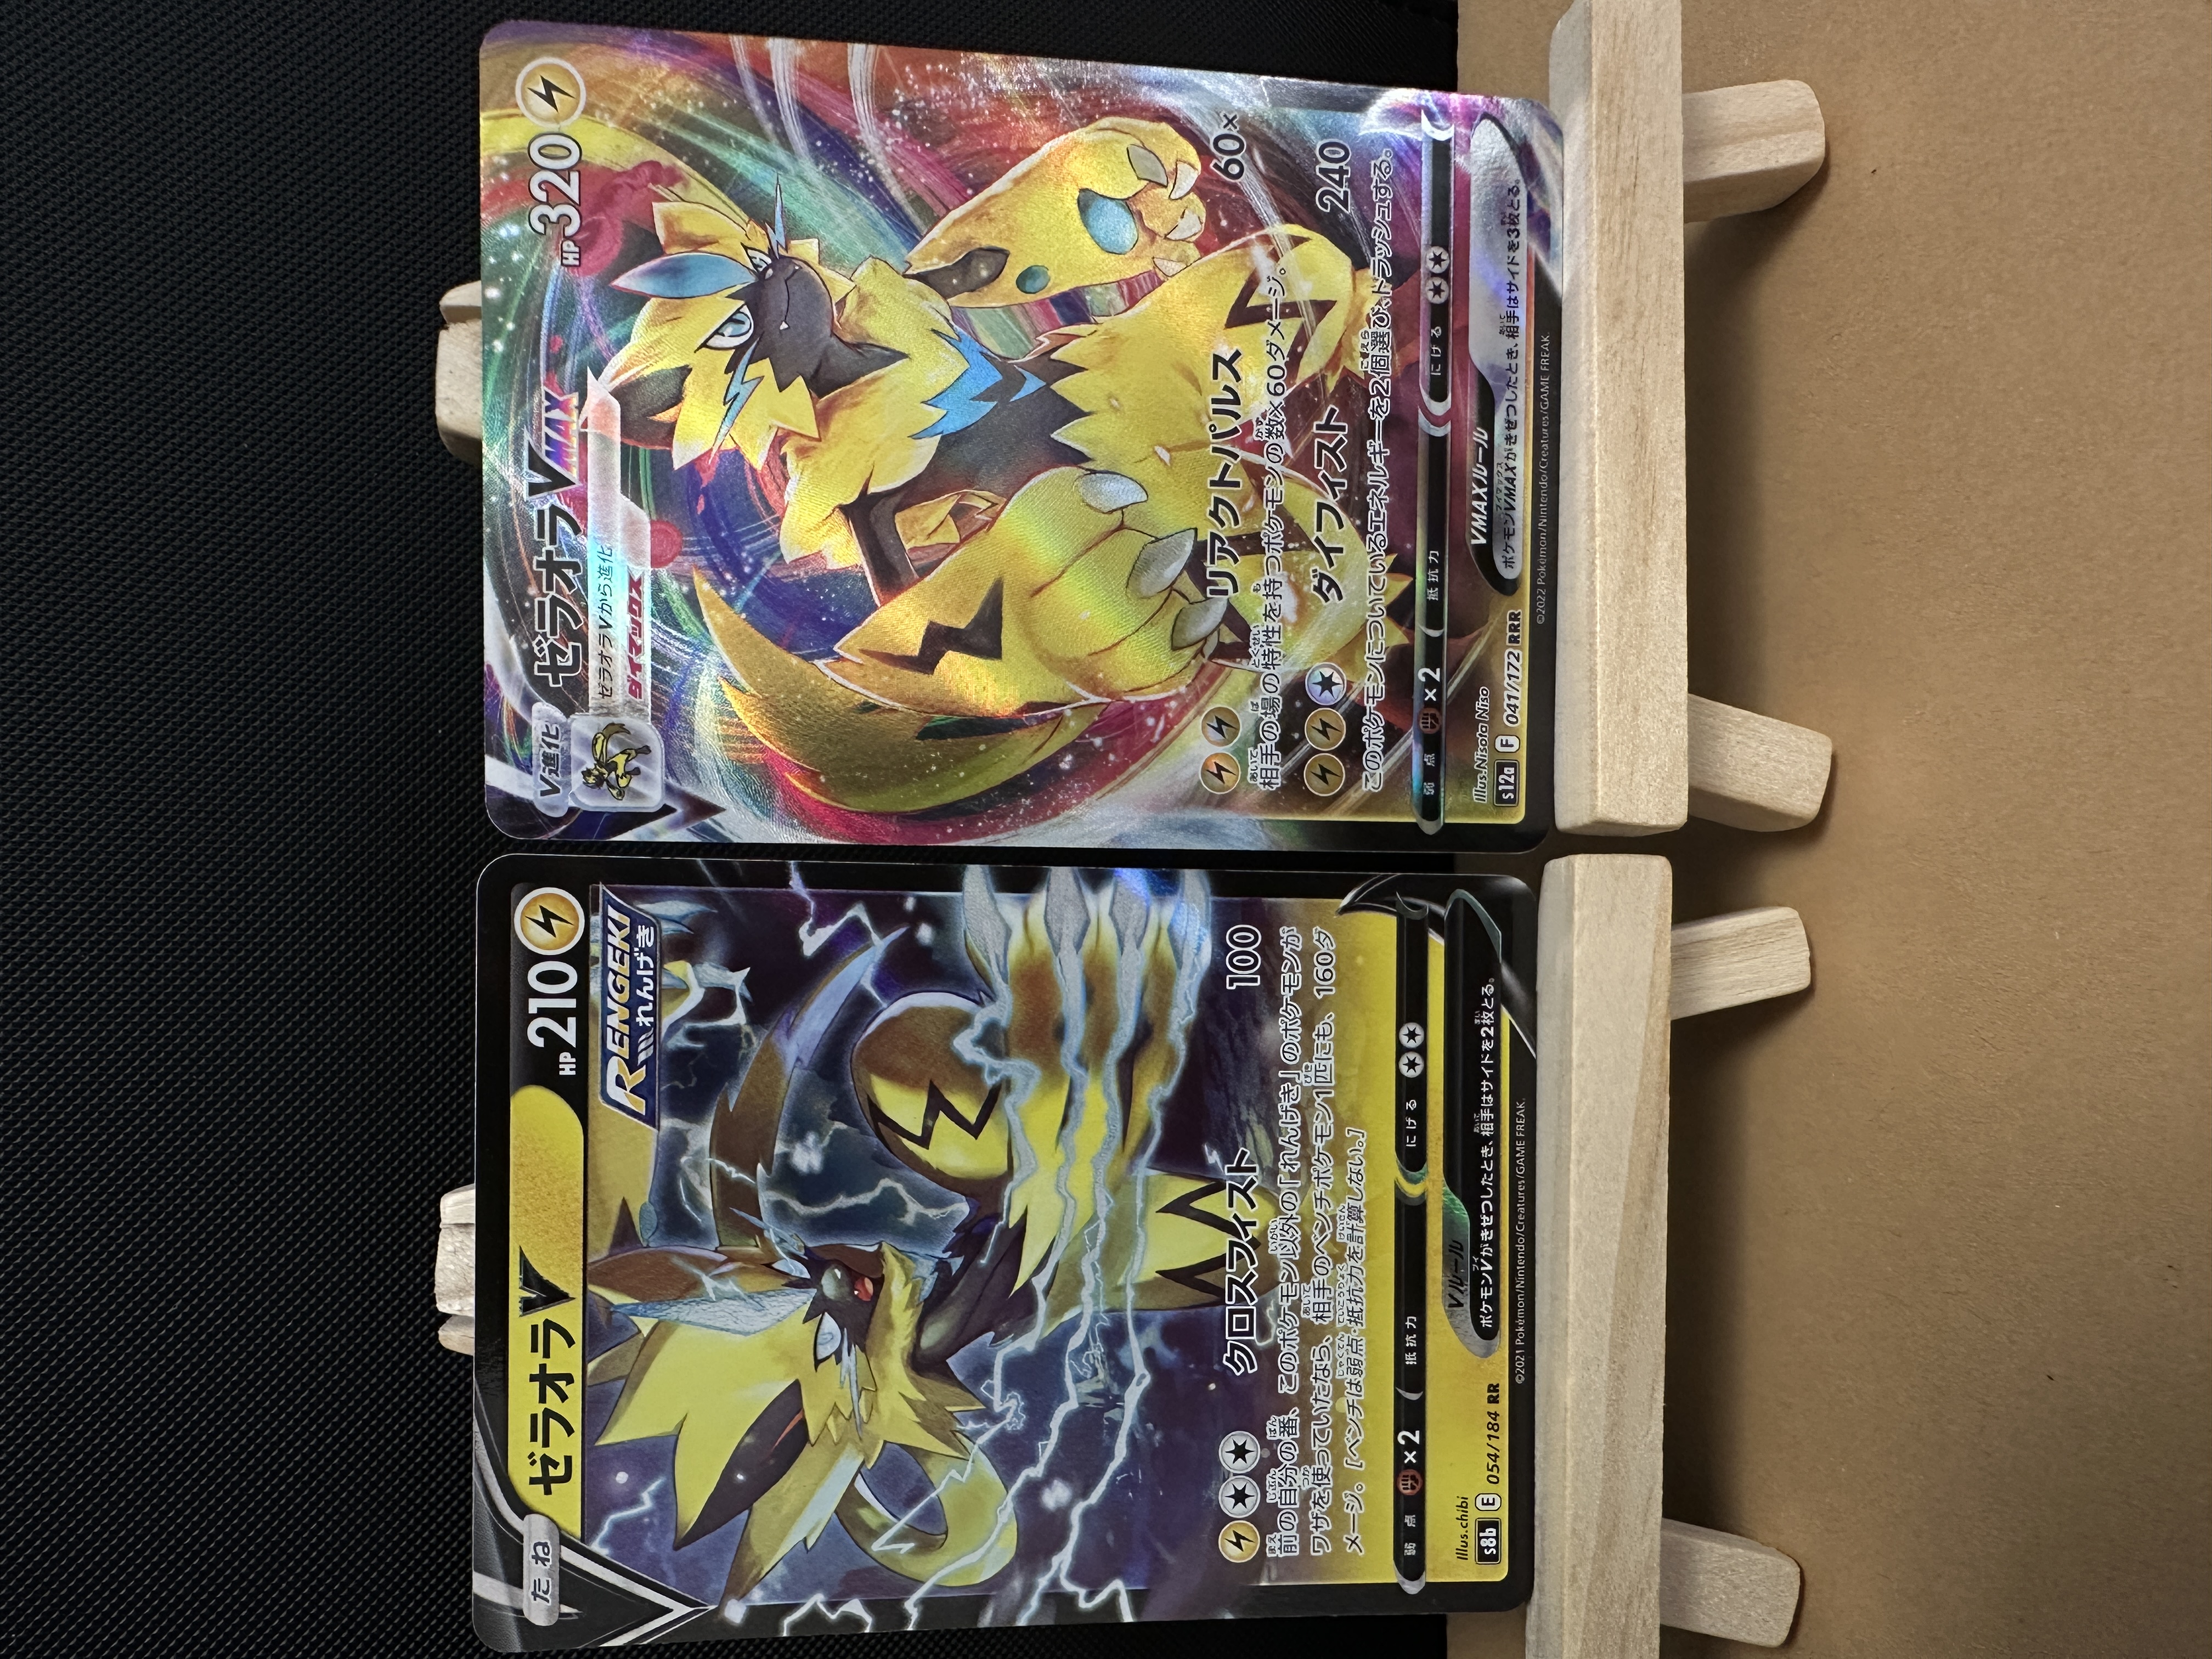 たね
ゼラオラV
HP210
RENGEKI
れんげき
クロスフィスト 100
前の自分の番、このポケモン以外の「れんげき」のポケモンが
ワザを使っていたなら、相手のベンチポケモン1匹にも、160ダ
メージ。[ベンチは弱点・抵抗力を計算しない。]
弱点 ×2 抵抗力 にげる
Illus.chibi
Vルール
ポケモンVがきぜつしたとき、相手はサイドを2枚とる。
s8b E 054/184 RR
©2021 Pokémon/Nintendo/Creatures/GAME FREAK.
V進化
ゼラオラVMAX
HP320
ゼラオラVから進化
ダイマックス
リアクトパルス 60×
相手の場の特性を持つポケモンの数×60ダメージ。
ダイフィスト 240
このポケモンについているエネルギーを2個選び、トラッシュする。
弱点 ×2 抵抗力 にげる
Illus.Nisota Niso
VMAXルール
ポケモンVMAXがきぜつしたとき、相手はサイドを3枚とる。
s12a F 041/172 RRR
©2022 Pokémon/Nintendo/Creatures/GAME FREAK.